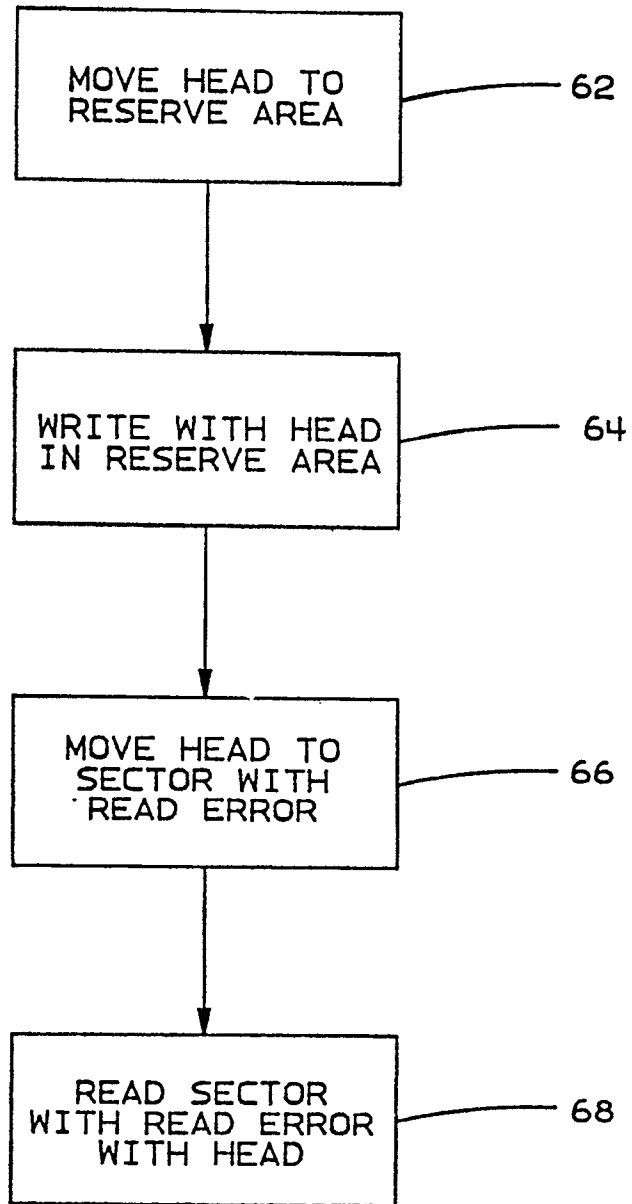 MOVE HEAD TO
RESERVE AREA
62
WRITE WITH HEAD
IN RESERVE AREA
64
MOVE HEAD TO
SECTOR WITH
READ ERROR
66
READ SECTOR
WITH READ ERROR
WITH HEAD
68